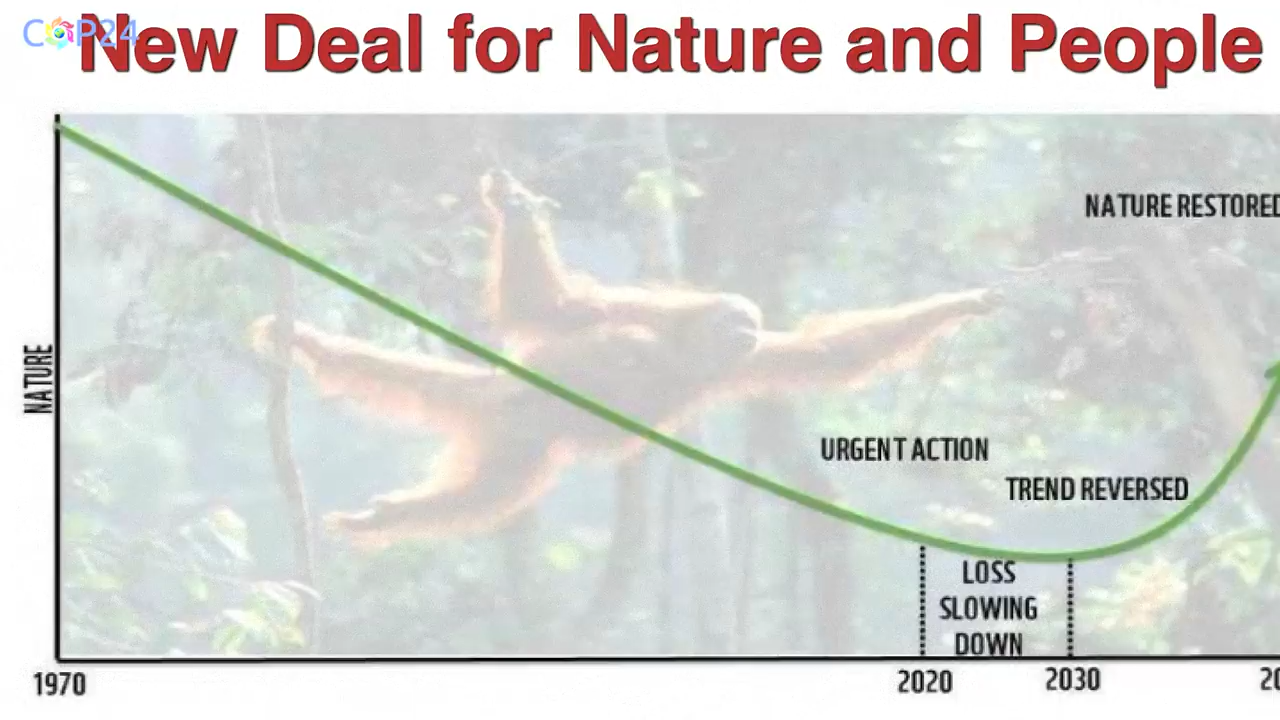 COP24
New Deal for Nature and People
NATURE RESTORED
NATURE
URGENT ACTION
TREND REVERSED
LOSS
SLOWING
DOWN
1970
2020
2030